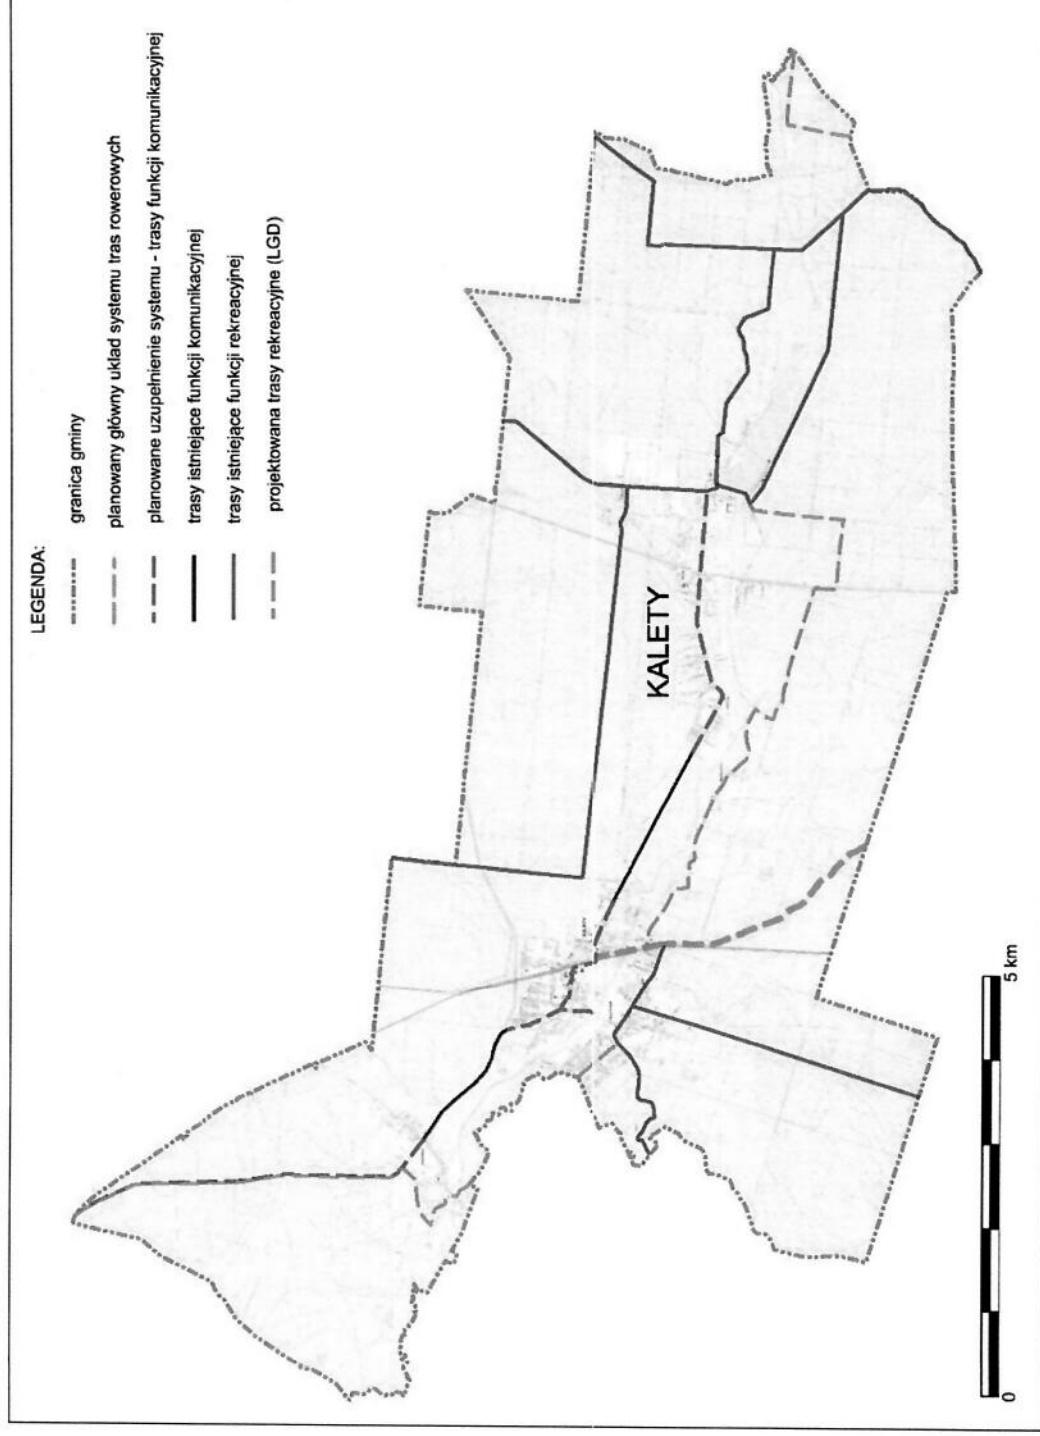 LEGENDA:
granica gminy
planowany główny układ systemu tras rowerowych
planowane uzupełnienie systemu - trasy funkcji komunikacyjnej
trasy istniejące funkcji komunikacyjnej
trasy istniejące funkcji rekreacyjnej
projektowana trasy rekreacyjne (LGD)
KALETY
0
5 km